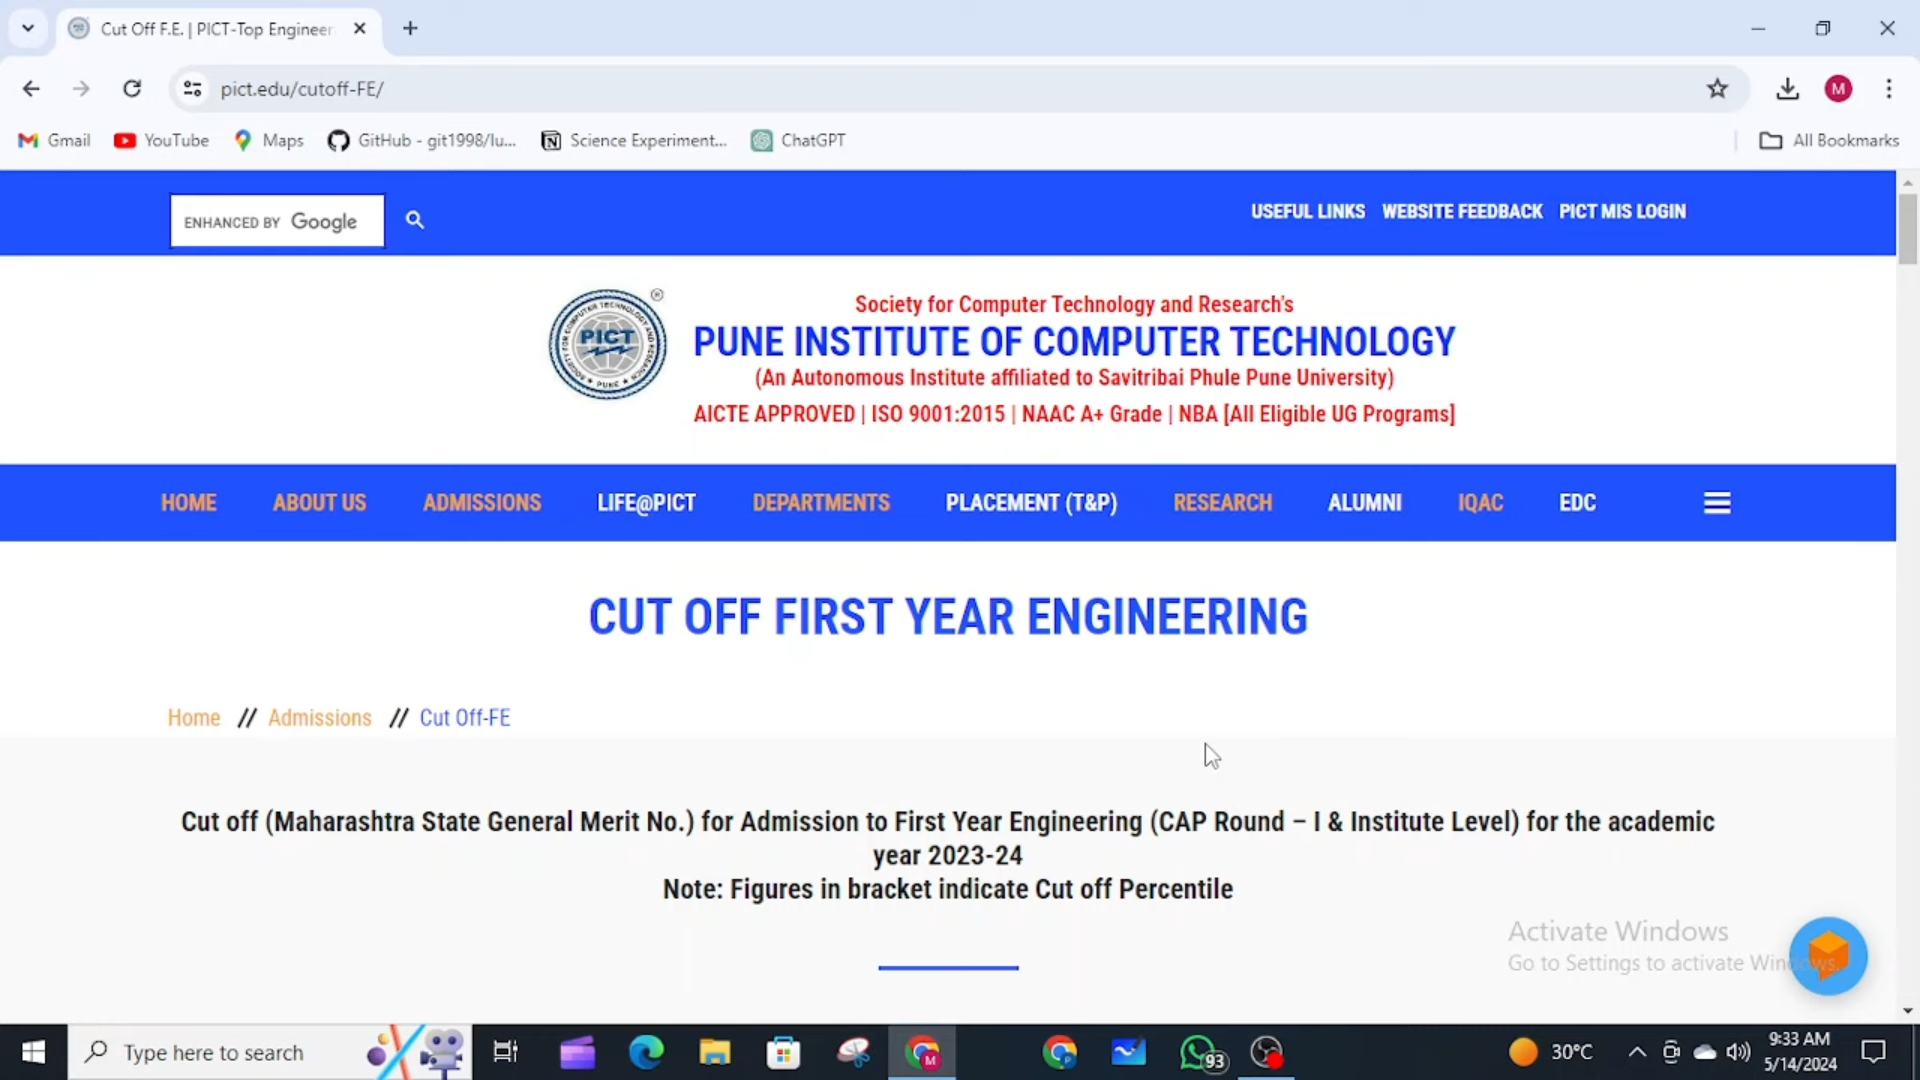 Cut Off F.E. | PICT-Top Engineer
pict.edu/cutoff-FE/
M
Gmail
YouTube
Maps
GitHub - git1998/lu...
Science Experiment...
ChatGPT
All Bookmarks
ENHANCED BY Google
USEFUL LINKS WEBSITE FEEDBACK PICT MIS LOGIN
PICT
Society for Computer Technology and Research's
PUNE INSTITUTE OF COMPUTER TECHNOLOGY
(An Autonomous Institute affiliated to Savitribai Phule Pune University)
AICTE APPROVED | ISO 9001:2015 | NAAC A+ Grade | NBA [All Eligible UG Programs]
HOME ABOUT US ADMISSIONS LIFE@PICT DEPARTMENTS PLACEMENT (T&P) RESEARCH ALUMNI IQAC EDC
CUT OFF FIRST YEAR ENGINEERING
Home // Admissions // Cut Off-FE
Cut off (Maharashtra State General Merit No.) for Admission to First Year Engineering (CAP Round – I & Institute Level) for the academic
year 2023-24
Note: Figures in bracket indicate Cut off Percentile
Activate Windows
Go to Settings to activate Windows.
Type here to search
93
30°C
9:33 AM
5/14/2024